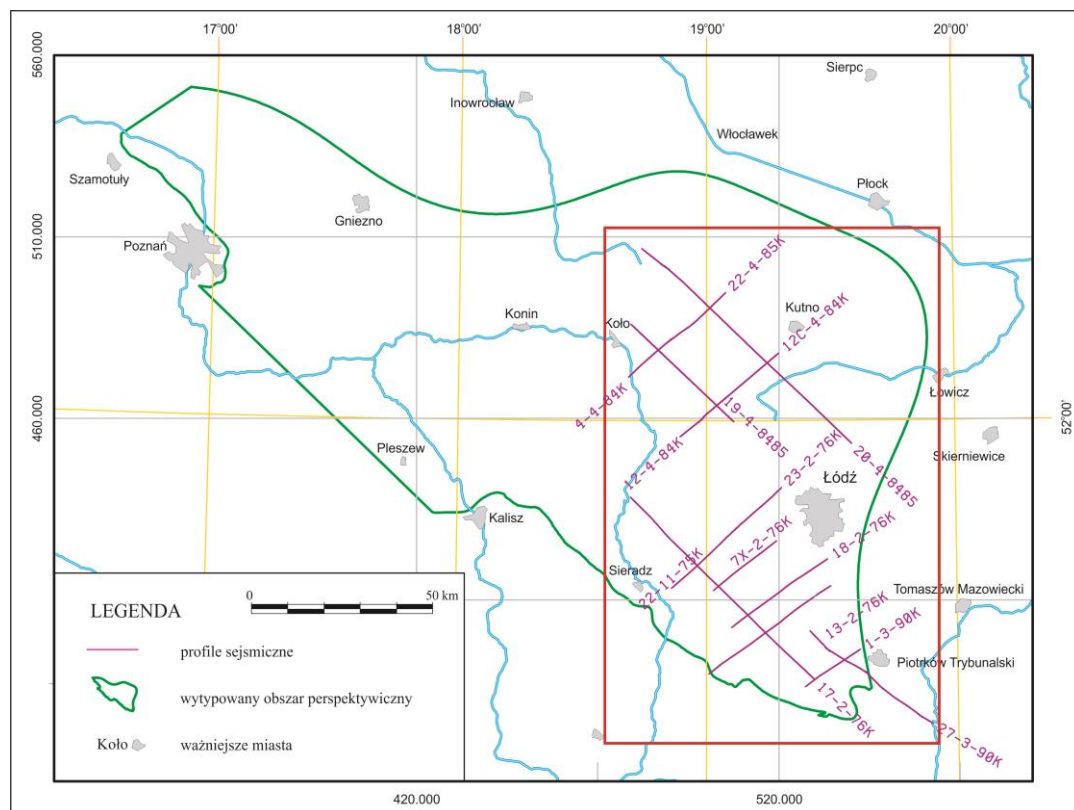 17°00'
18°00'
19°00'
20°00'
560.000
Sierpc
Inowrocław
Włocławek
Szamotuły
Płock
Gniezno
510.000
Poznań
22-4-85K
Konin
Koło
Kutno
12C-4-84K
Łowicz
4-4-84K
19-4-8485
460.000
52°00'
Skierniewice
Pleszew
12-4-84K
23-2-76K
20-4-8485
Łódź
Kalisz
18-2-76K
7X-2-76K
22-11-75K
Sieradz
Tomaszów Mazowiecki
13-2-76K
1-3-90K
Piotrków Trybunalski
17-2-76K
27-3-90K
LEGENDA
0
50 km
profile sejsmiczne
wytypowany obszar perspektywiczny
Koło
ważniejsze miasta
420.000
520.000